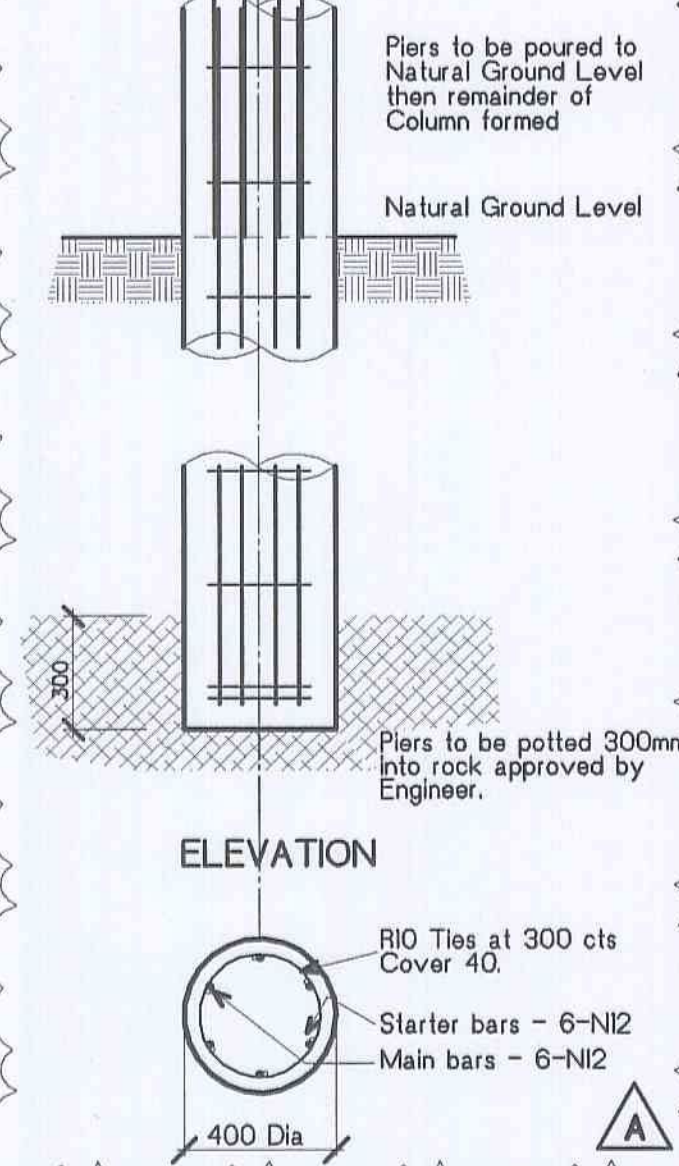 Piers to be poured to
Natural Ground Level
then remainder of
Column formed
Natural Ground Level
300
Piers to be potted 300mm
into rock approved by
Engineer.
ELEVATION
R10 Ties at 300 cts
Cover 40.
Starter bars - 6-N12
Main bars - 6-N12
400 Dia
A